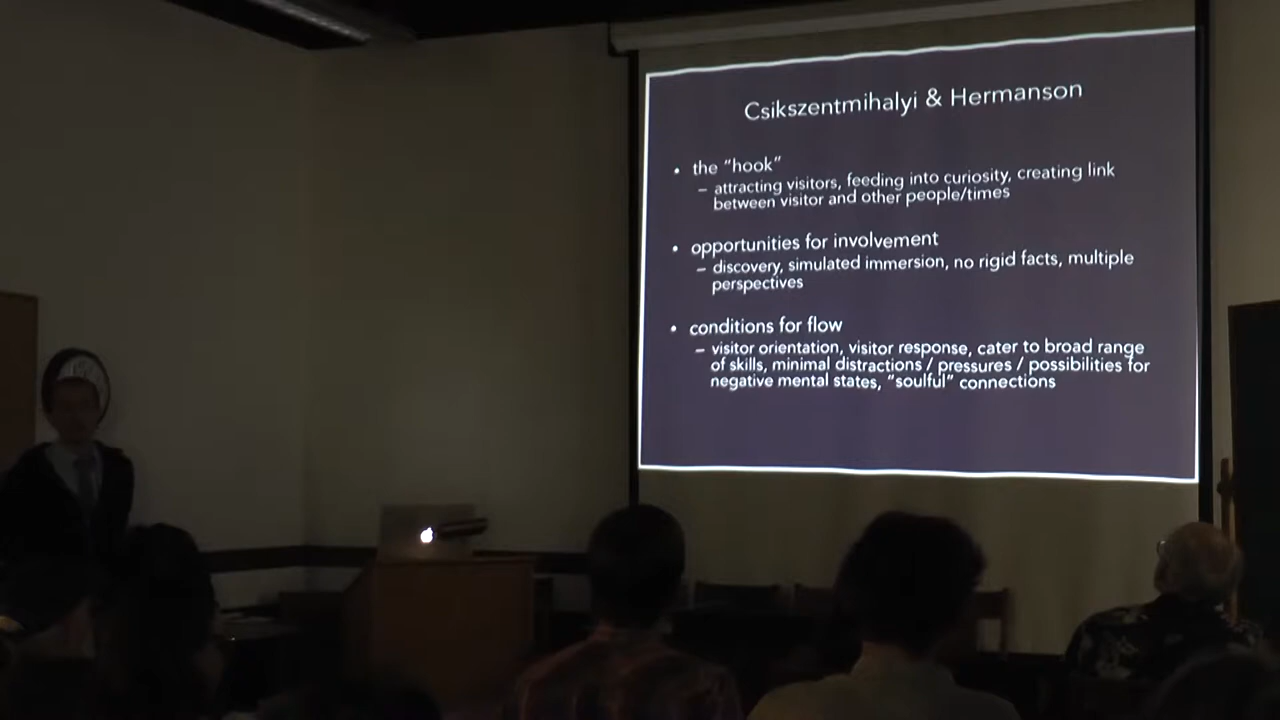 Csikszentmihalyi & Hermanson
• the “hook”
– attracting visitors, feeding into curiosity, creating link
between visitor and other people/times
• opportunities for involvement
– discovery, simulated immersion, no rigid facts, multiple
perspectives
• conditions for flow
– visitor orientation, visitor response, cater to broad range
of skills, minimal distractions / pressures / possibilities for
negative mental states, “soulful” connections